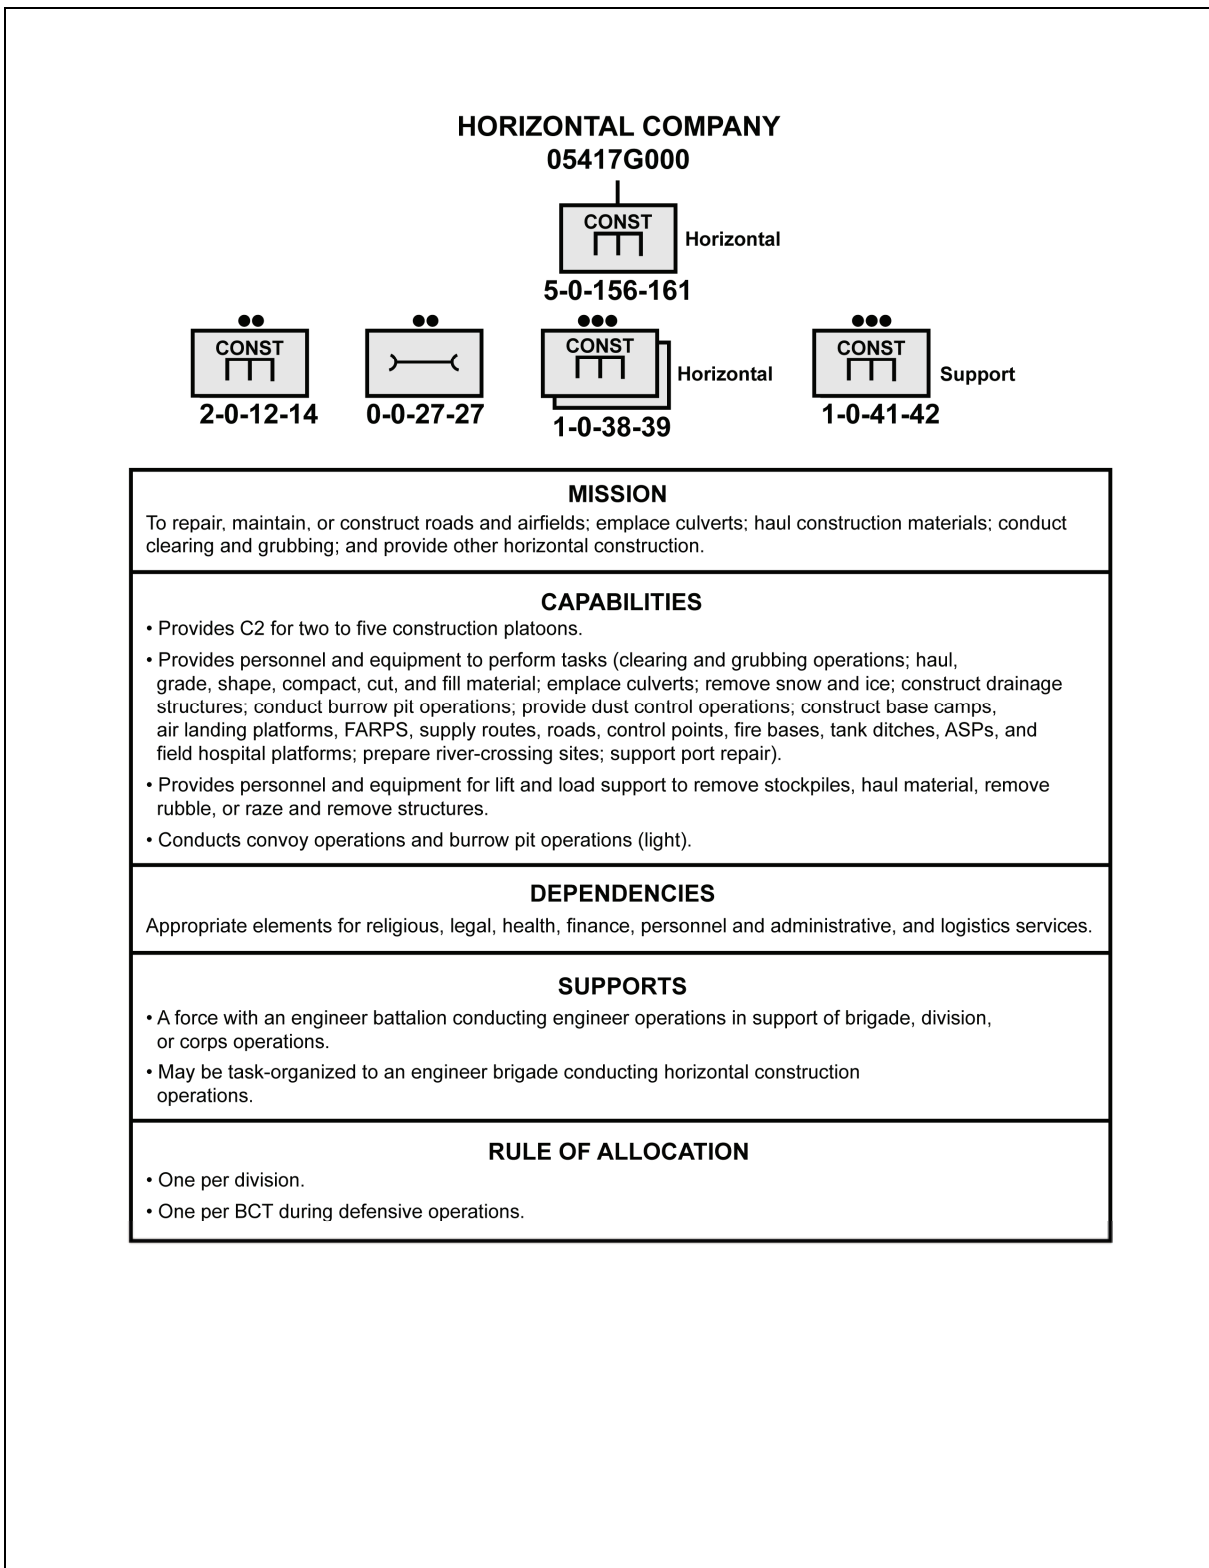 HORIZONTAL COMPANY
05417G000
CONST
Horizontal
5-0-156-161
CONST
2-0-12-14
0-0-27-27
CONST
Horizontal
1-0-38-39
CONST
Support
1-0-41-42
MISSION
To repair, maintain, or construct roads and airfields; emplace culverts; haul construction materials; conduct
clearing and grubbing; and provide other horizontal construction.
CAPABILITIES
• Provides C2 for two to five construction platoons.
• Provides personnel and equipment to perform tasks (clearing and grubbing operations; haul,
grade, shape, compact, cut, and fill material; emplace culverts; remove snow and ice; construct drainage
structures; conduct burrow pit operations; provide dust control operations; construct base camps,
air landing platforms, FARPS, supply routes, roads, control points, fire bases, tank ditches, ASPs, and
field hospital platforms; prepare river-crossing sites; support port repair).
• Provides personnel and equipment for lift and load support to remove stockpiles, haul material, remove
rubble, or raze and remove structures.
• Conducts convoy operations and burrow pit operations (light).
DEPENDENCIES
Appropriate elements for religious, legal, health, finance, personnel and administrative, and logistics services.
SUPPORTS
• A force with an engineer battalion conducting engineer operations in support of brigade, division,
or corps operations.
• May be task-organized to an engineer brigade conducting horizontal construction
operations.
RULE OF ALLOCATION
• One per division.
• One per BCT during defensive operations.